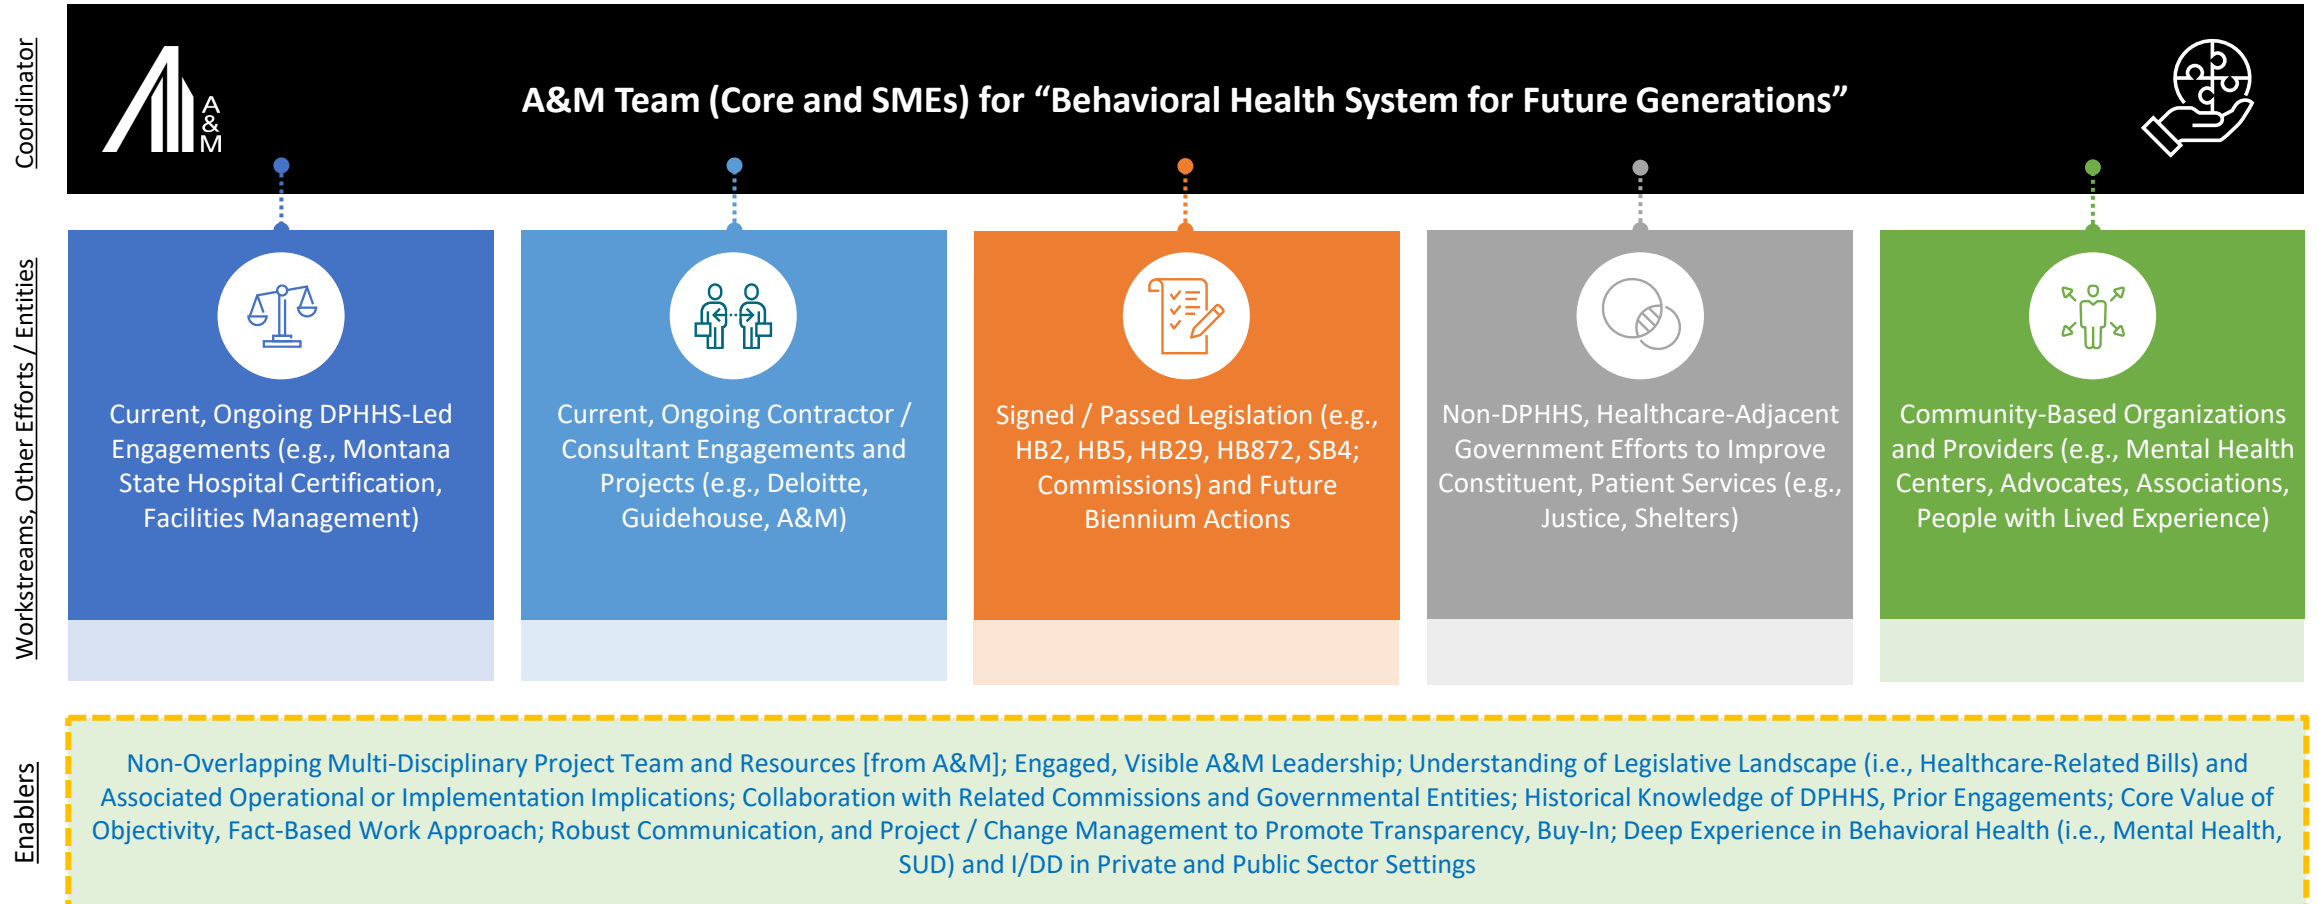 Coordinator
A
&
M
A&M Team (Core and SMEs) for “Behavioral Health System for Future Generations”
Workstreams, Other Efforts / Entities
Current, Ongoing DPHHS-Led
Engagements (e.g., Montana
State Hospital Certification,
Facilities Management)
Current, Ongoing Contractor /
Consultant Engagements and
Projects (e.g., Deloitte,
Guidehouse, A&M)
Signed / Passed Legislation (e.g.,
HB2, HB5, HB29, HB872, SB4;
Commissions) and Future
Biennium Actions
Non-DPHHS, Healthcare-Adjacent
Government Efforts to Improve
Constituent, Patient Services (e.g.,
Justice, Shelters)
Community-Based Organizations
and Providers (e.g., Mental Health
Centers, Advocates, Associations,
People with Lived Experience)
Enablers
Non-Overlapping Multi-Disciplinary Project Team and Resources [from A&M]; Engaged, Visible A&M Leadership; Understanding of Legislative Landscape (i.e., Healthcare-Related Bills) and
Associated Operational or Implementation Implications; Collaboration with Related Commissions and Governmental Entities; Historical Knowledge of DPHHS, Prior Engagements; Core Value of
Objectivity, Fact-Based Work Approach; Robust Communication, and Project / Change Management to Promote Transparency, Buy-In; Deep Experience in Behavioral Health (i.e., Mental Health,
SUD) and I/DD in Private and Public Sector Settings